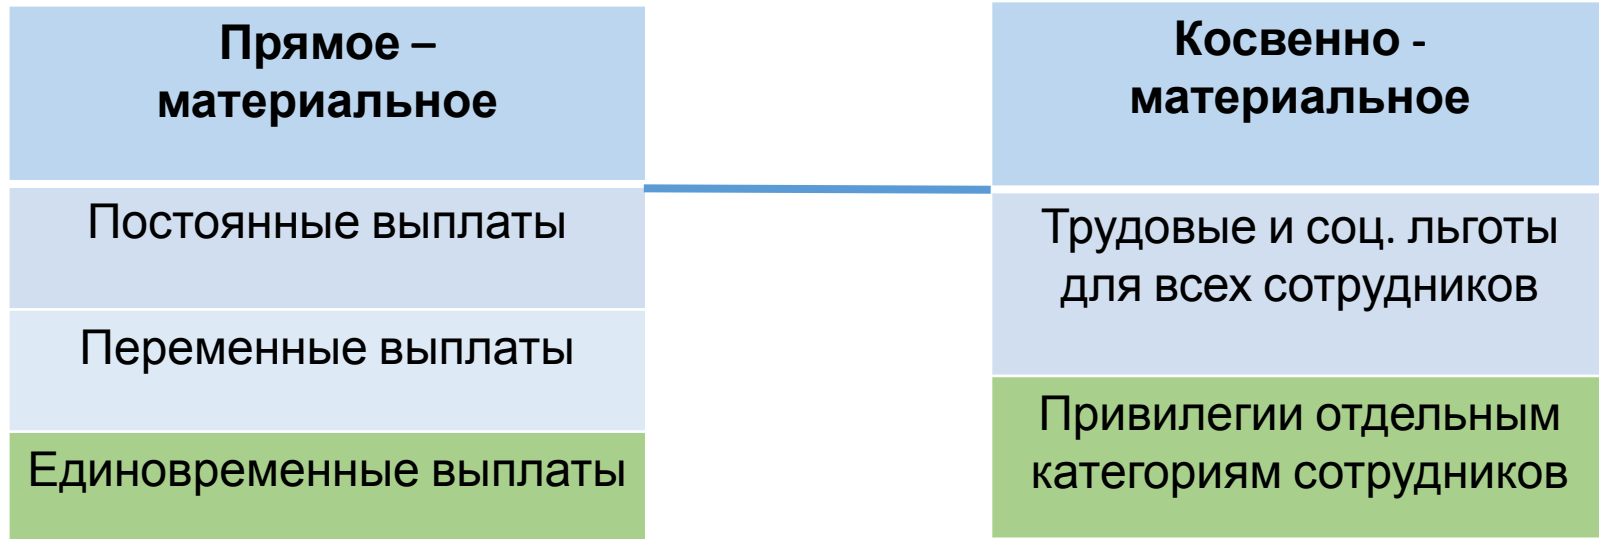 Прямое –
материальное
Постоянные выплаты
Переменные выплаты
Единовременные выплаты
Косвенно -
материальное
Трудовые и соц. льготы
для всех сотрудников
Привилегии отдельным
категориям сотрудников